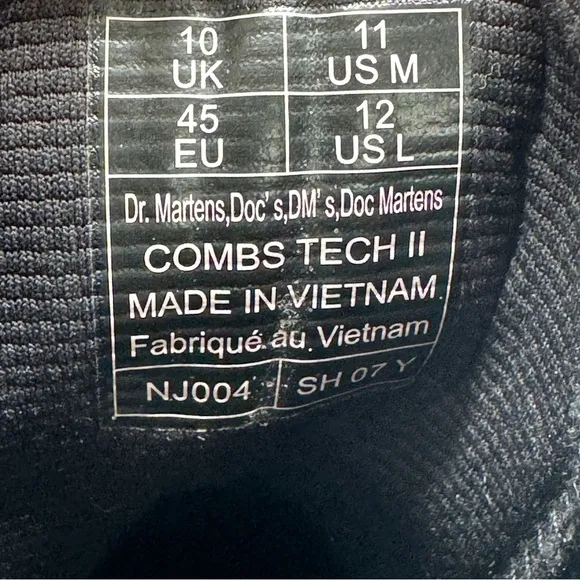 10 UK
11 US M
45 EU
12 US L
Dr. Martens,Doc's,DM's,Doc Martens
COMBS TECH II
MADE IN VIETNAM
Fabriqué au Vietnam
NJ004 SH 07 Y